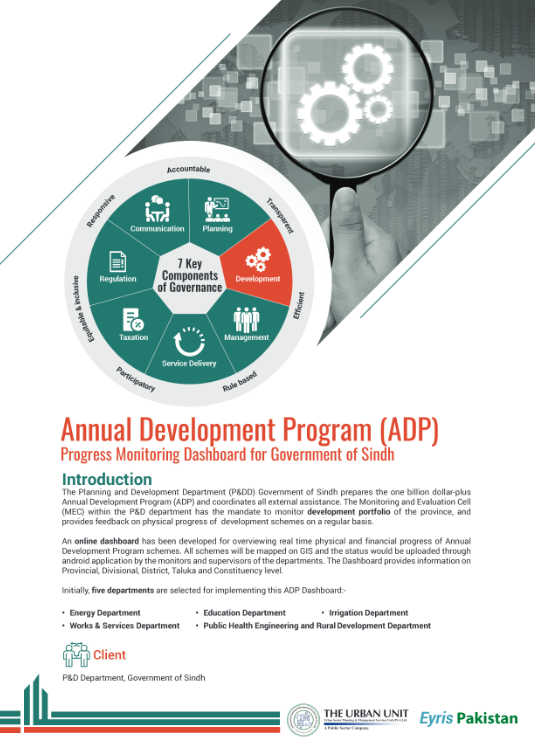 Accountable
Responsive
Transparent
Communication
Planning
Regulation
7 Key
Components
of Governance
Development
Equitable & Inclusive
Efficient
Taxation
Management
Service Delivery
Participatory
Rule based
Annual Development Program (ADP)
Progress Monitoring Dashboard for Government of Sindh
Introduction
The Planning and Development Department (P&DD) Government of Sindh prepares the one billion dollar-plus
Annual Development Program (ADP) and coordinates all external assistance. The Monitoring and Evaluation Cell
(MEC) within the P&D department has the mandate to monitor development portfolio of the province, and
provides feedback on physical progress of development schemes on a regular basis.
An online dashboard has been developed for overviewing real time physical and financial progress of Annual
Development Program schemes. All schemes will be mapped on GIS and the status would be uploaded through
android application by the monitors and supervisors of the departments. The Dashboard provides information on
Provincial, Divisional, District, Taluka and Constituency level.
Initially, five departments are selected for implementing this ADP Dashboard:-
• Energy Department • Education Department • Irrigation Department
• Works & Services Department • Public Health Engineering and Rural Development Department
Client
P&D Department, Government of Sindh
THE URBAN UNIT
Urban Sector Planning & Management Services Unit (Pvt.) Ltd.
A Public Sector Company
Eyris Pakistan